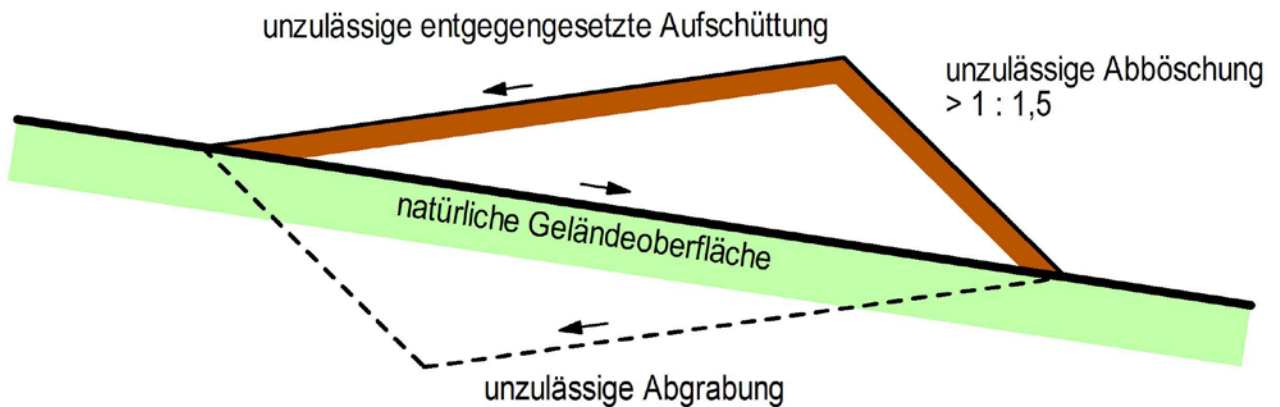 unzulässige entgegengesetzte Aufschüttung
unzulässige Abböschung
> 1 : 1,5
natürliche Geländeoberfläche
unzulässige Abgrabung